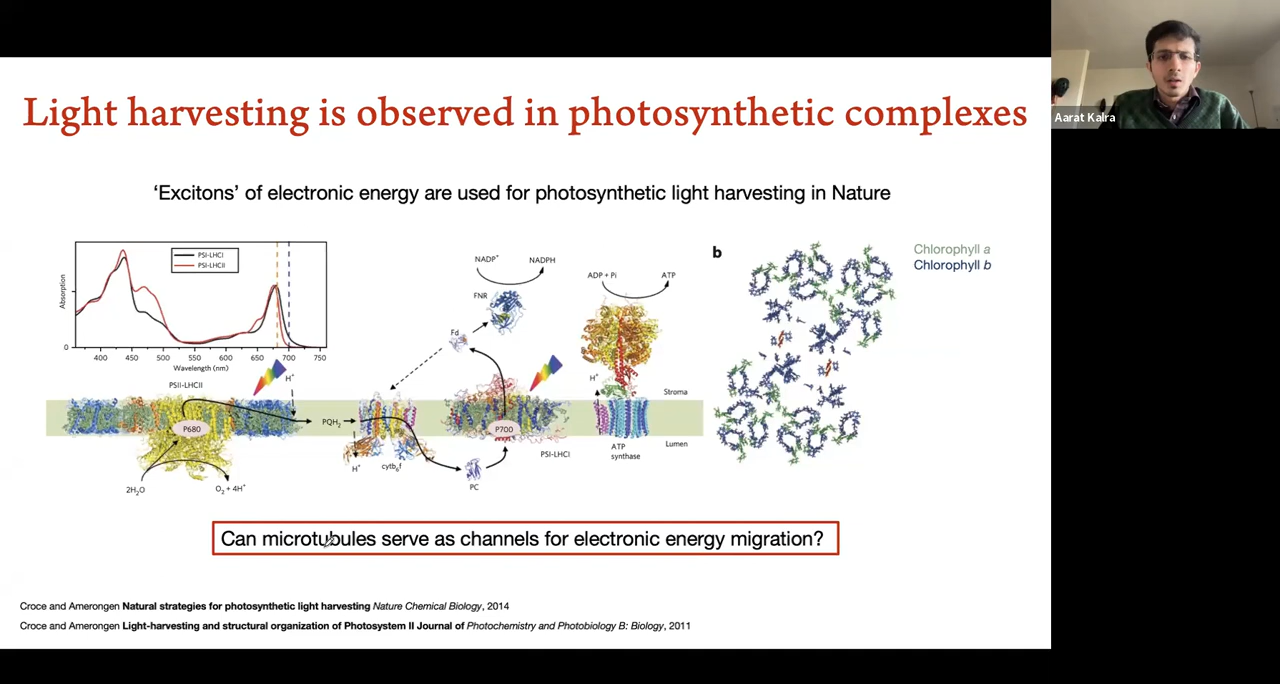 Light harvesting is observed in photosynthetic complexes
Aarat Kalra
‘Excitons’ of electronic energy are used for photosynthetic light harvesting in Nature
PSI-LHCI
PSI-LHCII
Absorption
0
400 450 500 550 600 650 700 750
Wavelength (nm)
NADP+
NADPH
FNR
Fd
ADP + Pi
ATP
b
Chlorophyll a
Chlorophyll b
PSII-LHCII
H+
H+
Stroma
P680
PQH2
P700
H+
cytb6f
PC
PSI-LHCI
ATP
synthase
Lumen
2H2O
O2 + 4H+
Can microtubules serve as channels for electronic energy migration?
Croce and Amerongen Natural strategies for photosynthetic light harvesting Nature Chemical Biology, 2014
Croce and Amerongen Light-harvesting and structural organization of Photosystem II Journal of Photochemistry and Photobiology B: Biology, 2011